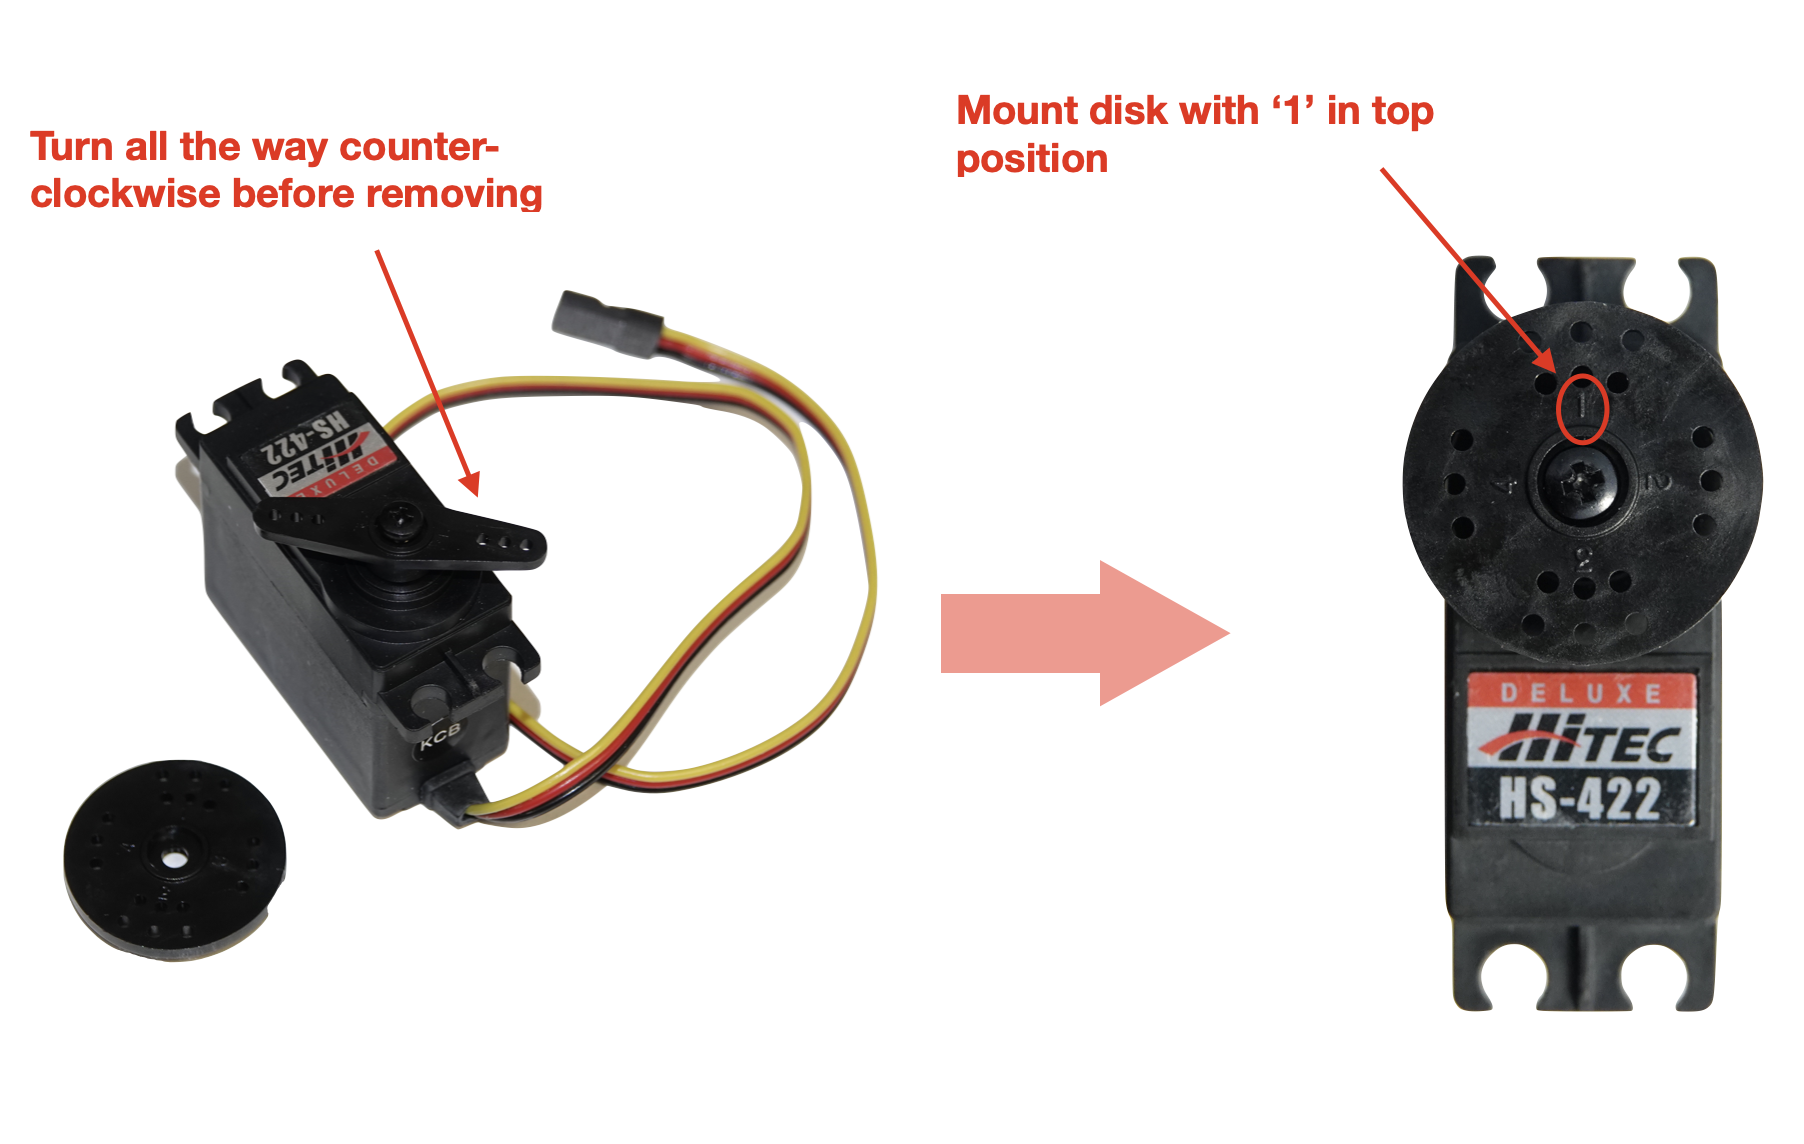 Turn all the way counter-
clockwise before removing
Mount disk with ‘1’ in top
position
HS-422
HiTEC
DELUXE
KCB
1
4
2
3
DELUXE
HiTEC
HS-422